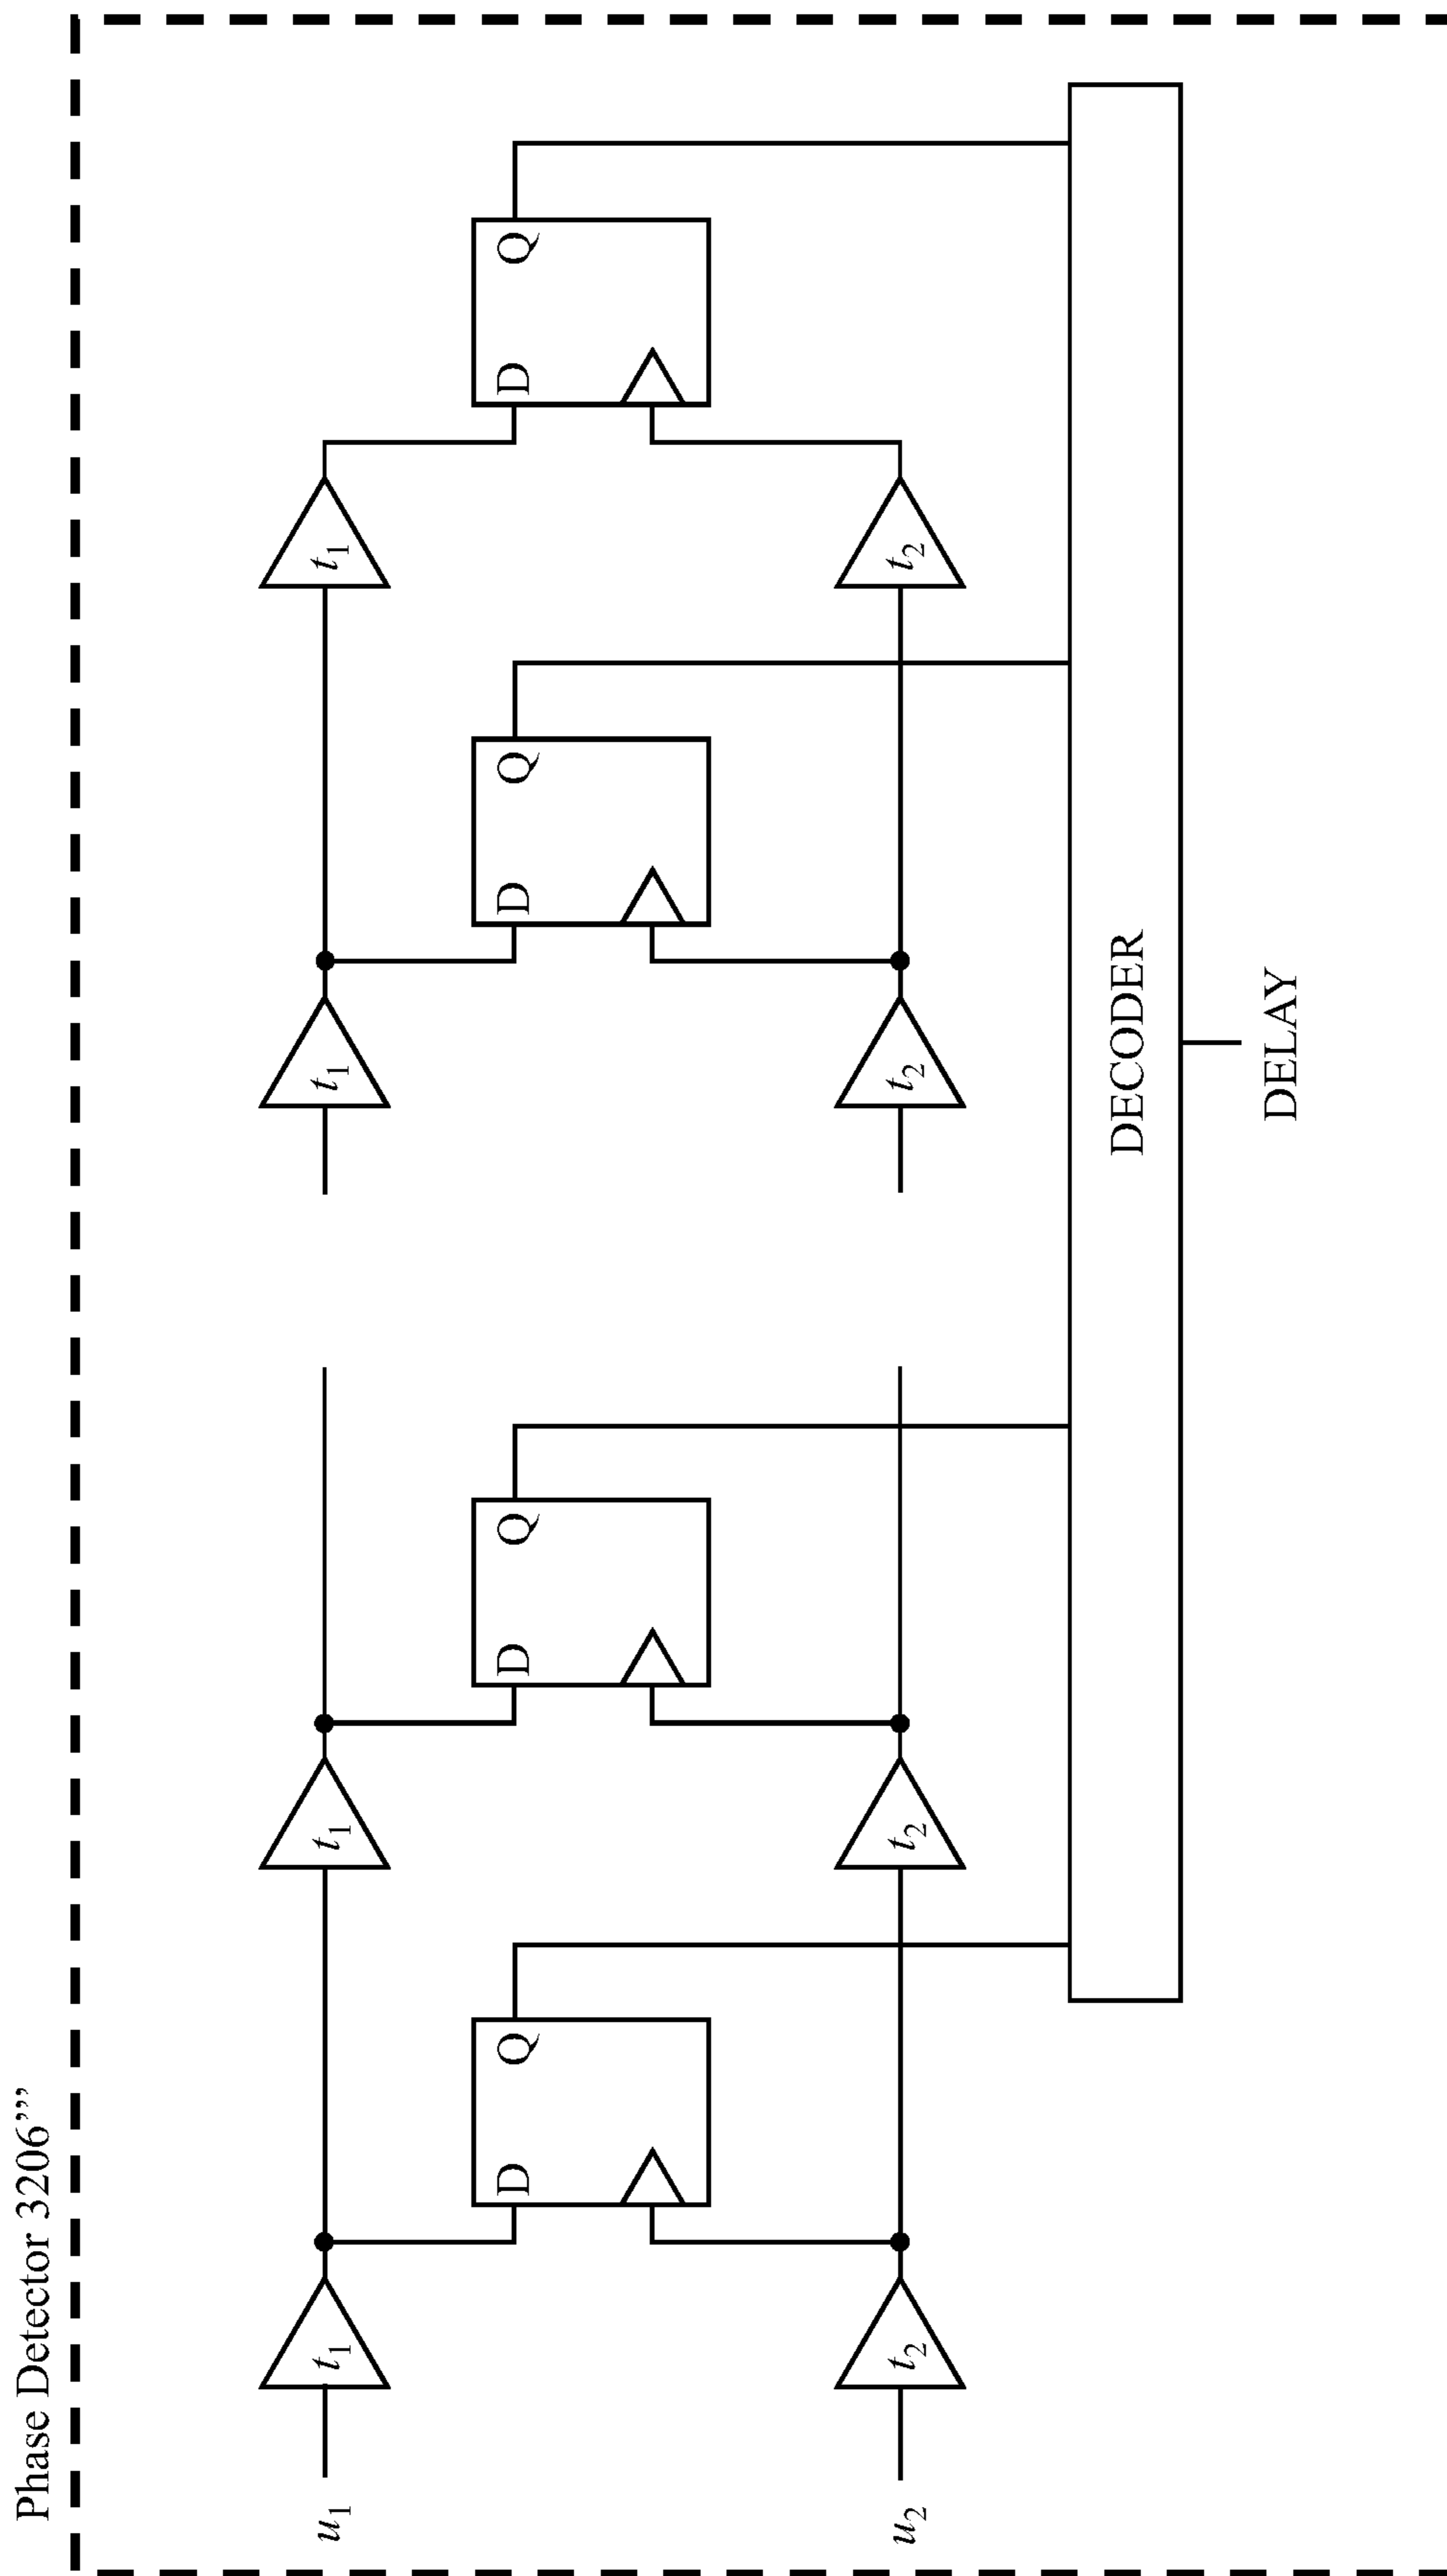 Phase Detector 3206’’’
u₁
t₁
D
Q
t₁
D
Q
t₁
D
Q
t₁
D
Q
u₂
t₂
t₂
t₂
t₂
DECODER
DELAY